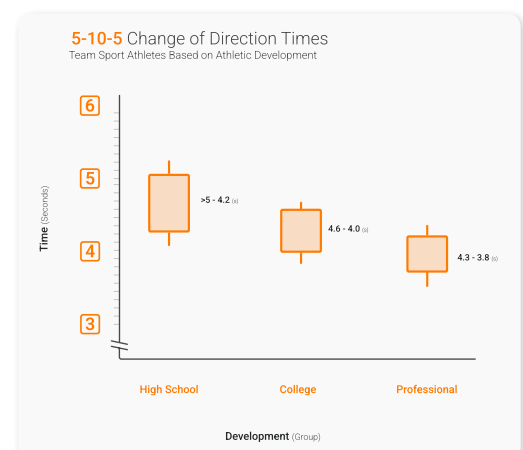 5-10-5 Change of Direction Times
Team Sport Athletes Based on Athletic Development
6
5
4
3
Time (Seconds)
>5 - 4.2 (s)
4.6 - 4.0 (s)
4.3 - 3.8 (s)
High School
College
Professional
Development (Group)